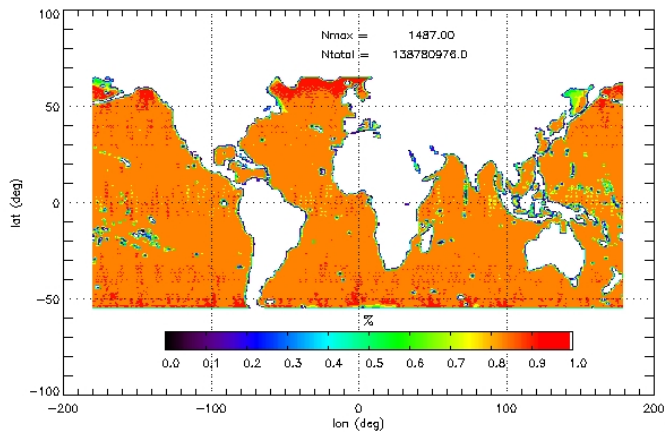 100
Nmax = 1487.00
Ntotal = 138780976.0
50
lat (deg)
0
-50
%
0.0 0.1 0.2 0.3 0.4 0.5 0.6 0.7 0.8 0.9 1.0
-100
-200 -100 0 100 200
lon (deg)